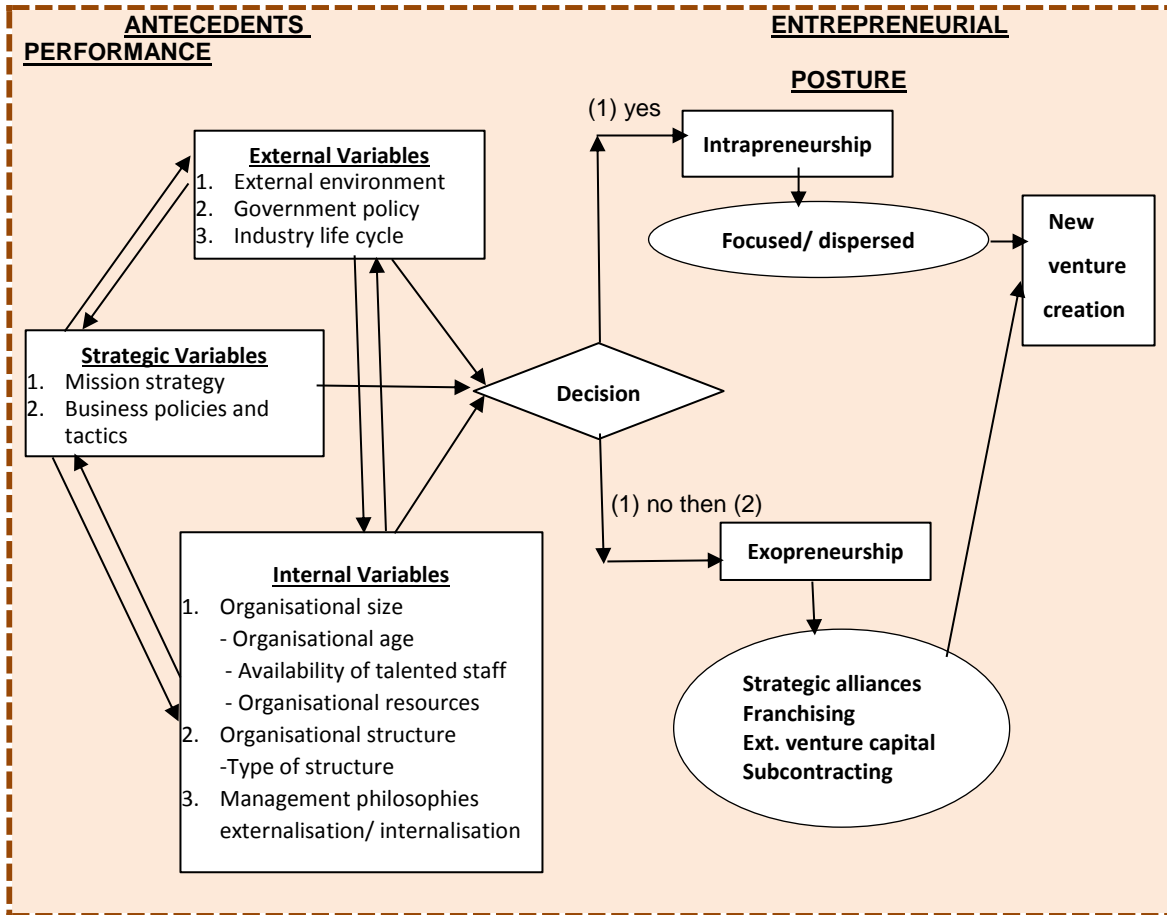 ANTECEDENTS
PERFORMANCE
ENTREPRENEURIAL
POSTURE
External Variables
1. External environment
2. Government policy
3. Industry life cycle
Strategic Variables
1. Mission strategy
2. Business policies and
tactics
Internal Variables
1. Organisational size
- Organisational age
- Availability of talented staff
- Organisational resources
2. Organisational structure
-Type of structure
3. Management philosophies
externalisation/ internalisation
Decision
(1) yes
Intrapreneurship
Focused/ dispersed
(1) no then (2)
Exopreneurship
Strategic alliances
Franchising
Ext. venture capital
Subcontracting
New
venture
creation